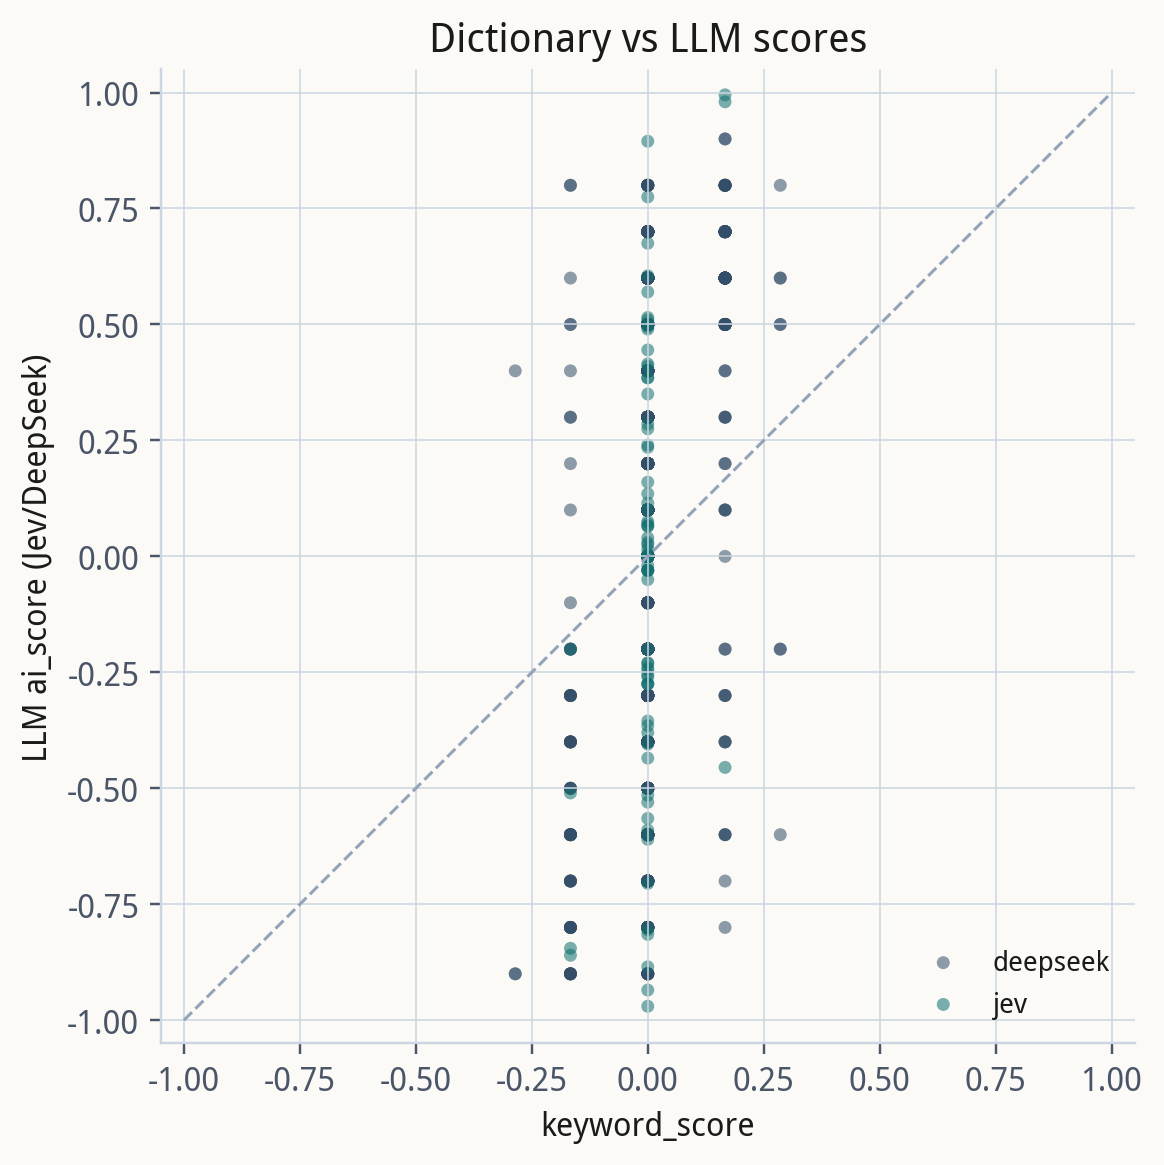 Dictionary vs LLM scores
LLM ai_score (Jev/DeepSeek)
1.00
0.75
0.50
0.25
0.00
-0.25
-0.50
-0.75
-1.00
deepseek
jev
-1.00 -0.75 -0.50 -0.25 0.00 0.25 0.50 0.75 1.00
keyword_score